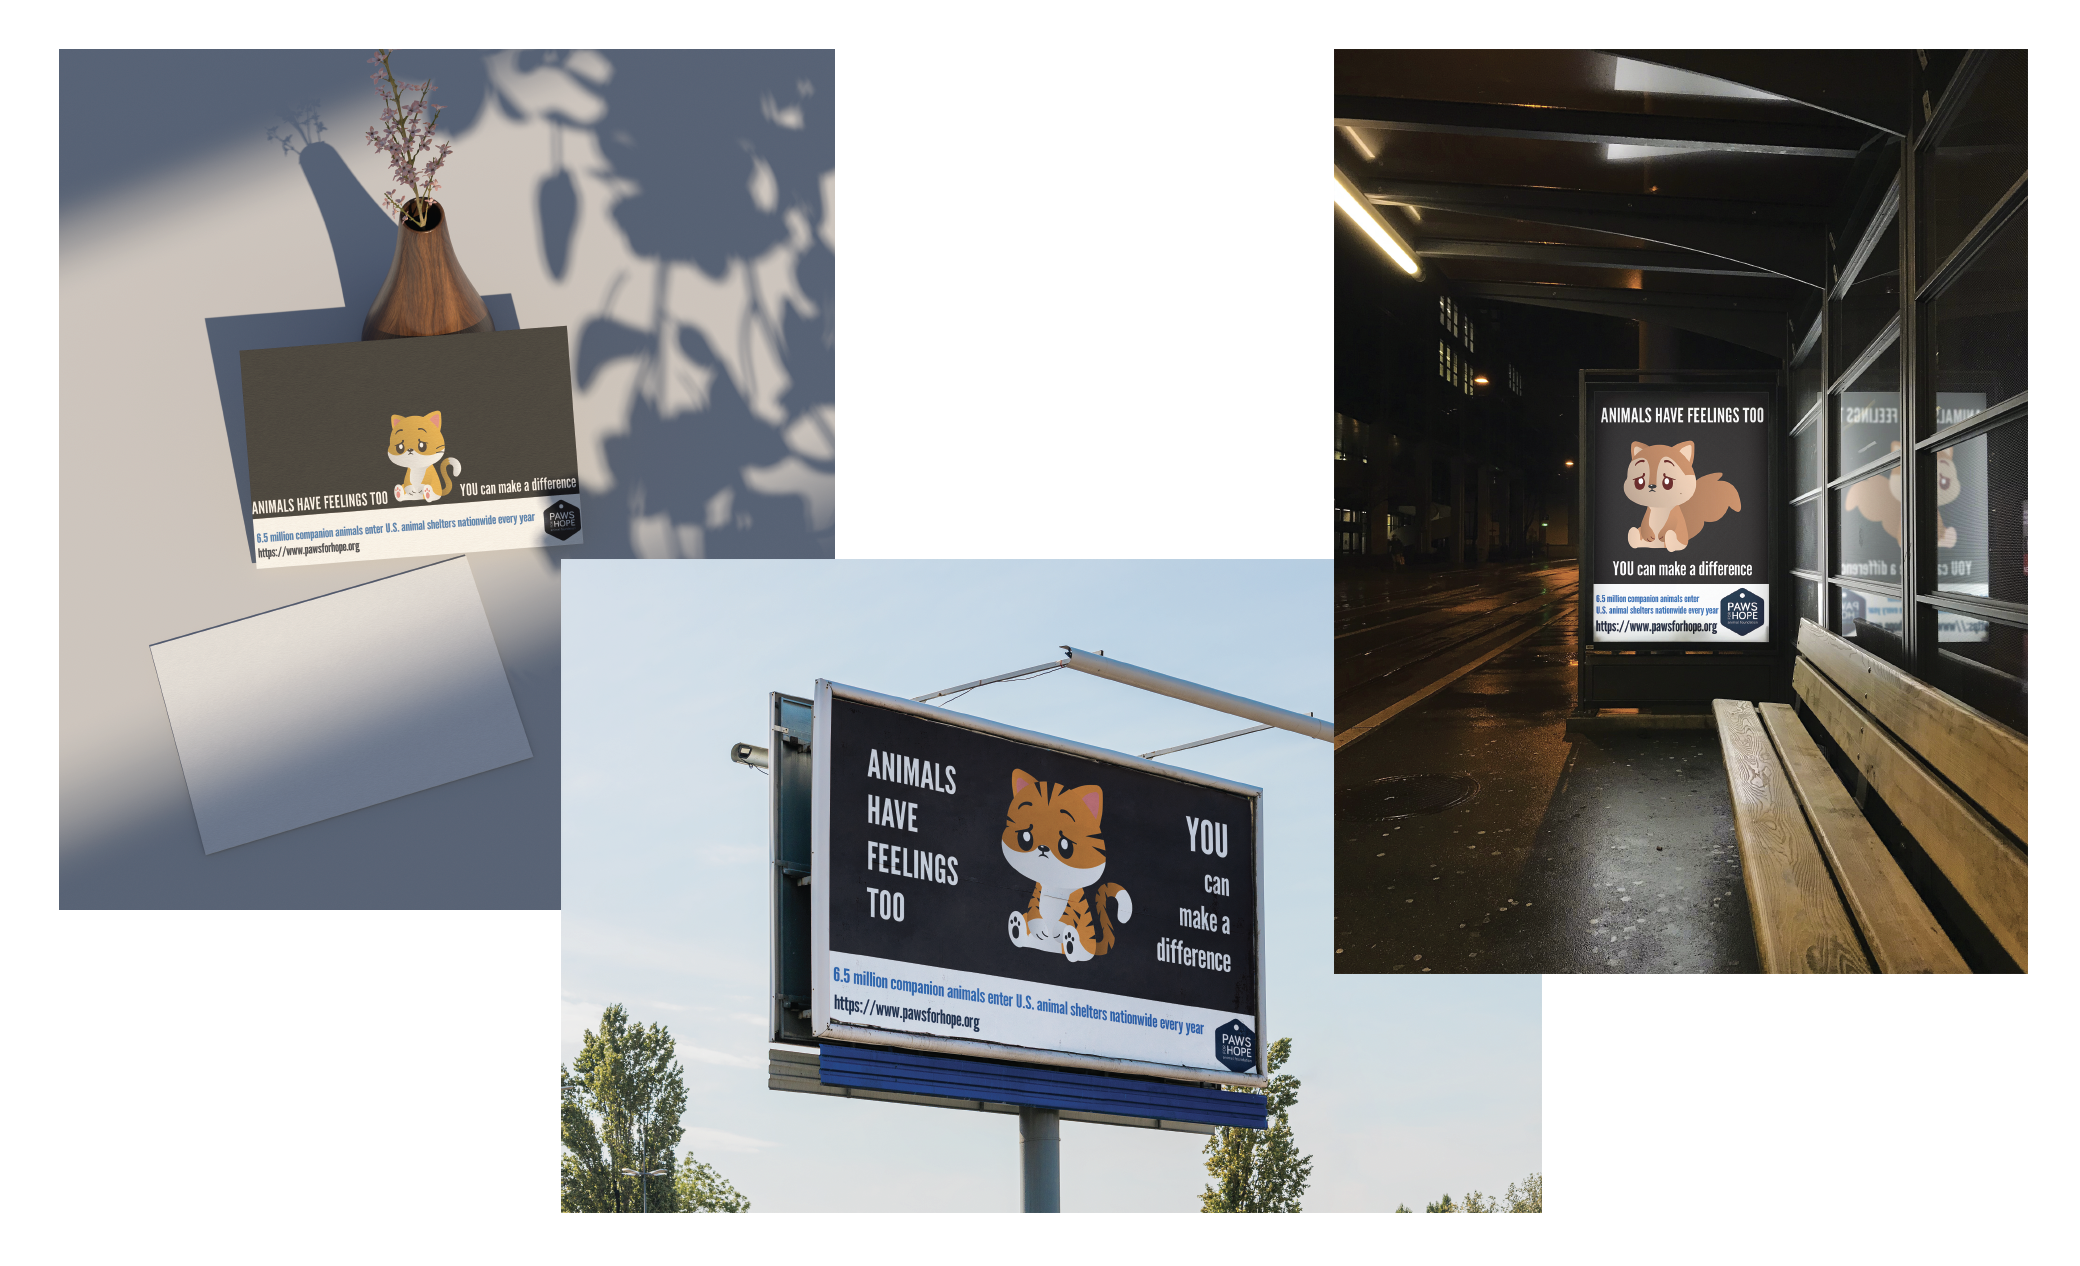 ANIMALS HAVE FEELINGS TOO
YOU can make a difference
6.5 million companion animals enter U.S. animal shelters nationwide every year
https://www.pawsforhope.org
PAWS
HOPE
ANIMALS
HAVE
FEELINGS
TOO
YOU
can
make a
difference
6.5 million companion animals enter U.S. animal shelters nationwide every year
https://www.pawsforhope.org
PAWS
HOPE
ANIMALS HAVE FEELINGS TOO
YOU can make a difference
6.5 million companion animals enter
U.S. animal shelters nationwide every year
https://www.pawsforhope.org
PAWS
HOPE
animal foundation